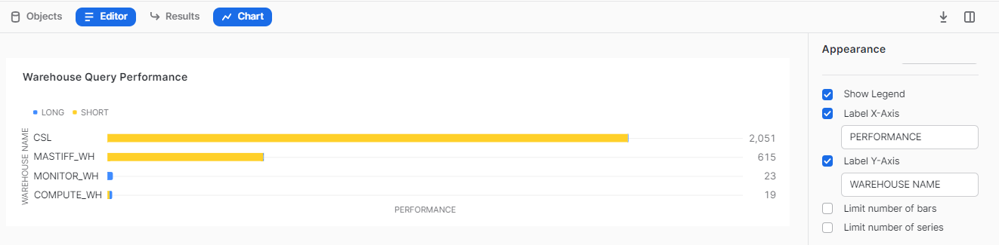 Objects Editor Results Chart
Appearance
Warehouse Query Performance
Show Legend
LONG SHORT
Label X-Axis
WAREHOUSE NAME
CSL 2,051
PERFORMANCE
MASTIFF_WH 615
Label Y-Axis
MONITOR_WH 23
WAREHOUSE NAME
COMPUTE_WH 19
PERFORMANCE
Limit number of bars
Limit number of series